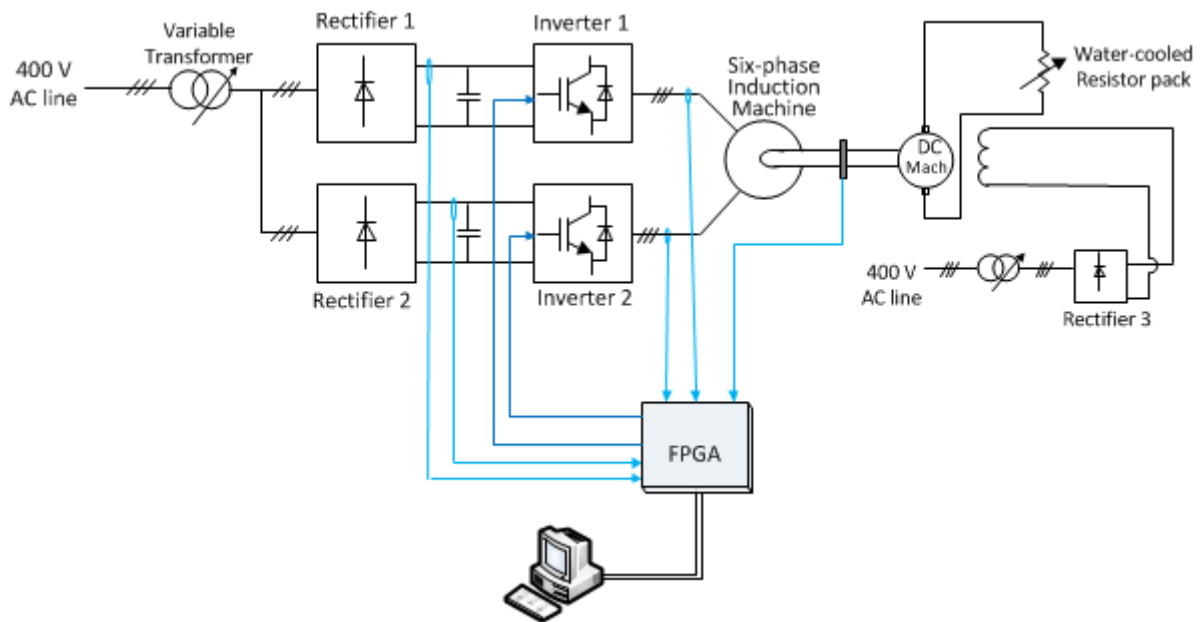 Rectifier 1
Inverter 1
Variable
Transformer
400 V
AC line
Six-phase
Induction
Machine
Water-cooled
Resistor pack
DC
Mach.
Rectifier 2
Inverter 2
400 V
AC line
Rectifier 3
FPGA